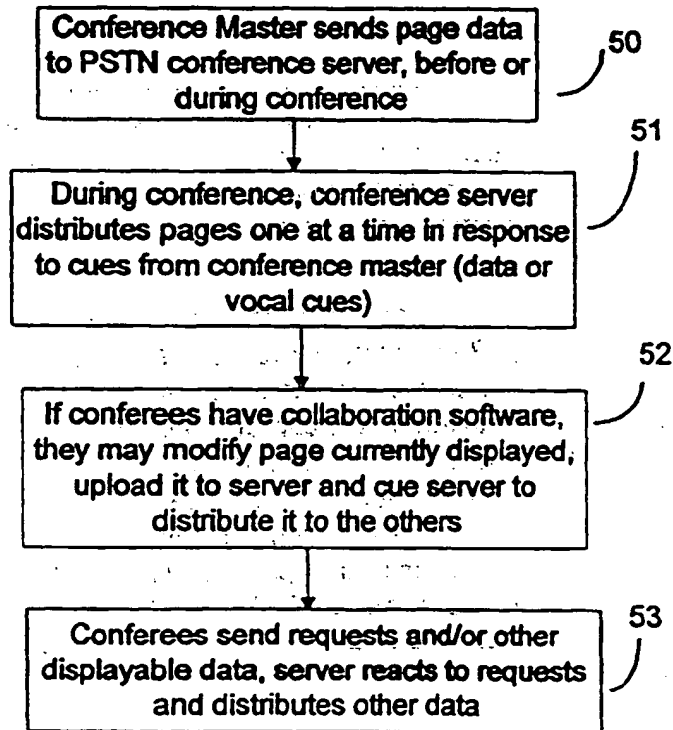 Conference Master sends page data
to PSTN conference server, before or
during conference
50
51
During conference, conference server
distributes pages one at a time in response
to cues from conference master (data or
vocal cues)
52
If conferees have collaboration software,
they may modify page currently displayed,
upload it to server and cue server to
distribute it to the others
53
Conferees send requests and/or other
displayable data, server reacts to requests
and distributes other data